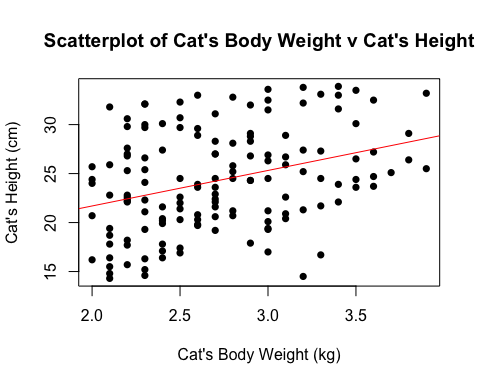 Scatterplot of Cat's Body Weight v Cat's Height
Cat's Height (cm)
30
25
20
15
2.0 2.5 3.0 3.5
Cat's Body Weight (kg)